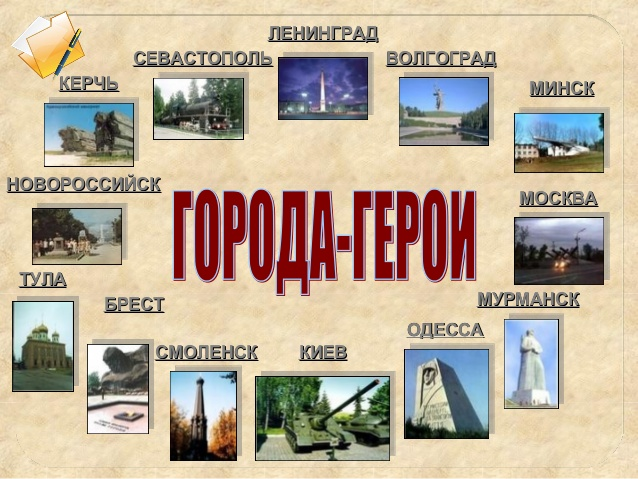 ЛЕНИНГРАД
СЕВАСТОПОЛЬ
ВОЛГОГРАД
КЕРЧЬ
МИНСК
НОВОРОССИЙСК
МОСКВА
ГОРОДА-ГЕРОИ
ТУЛА
БРЕСТ
МУРМАНСК
ОДЕССА
СМОЛЕНСК
КИЕВ